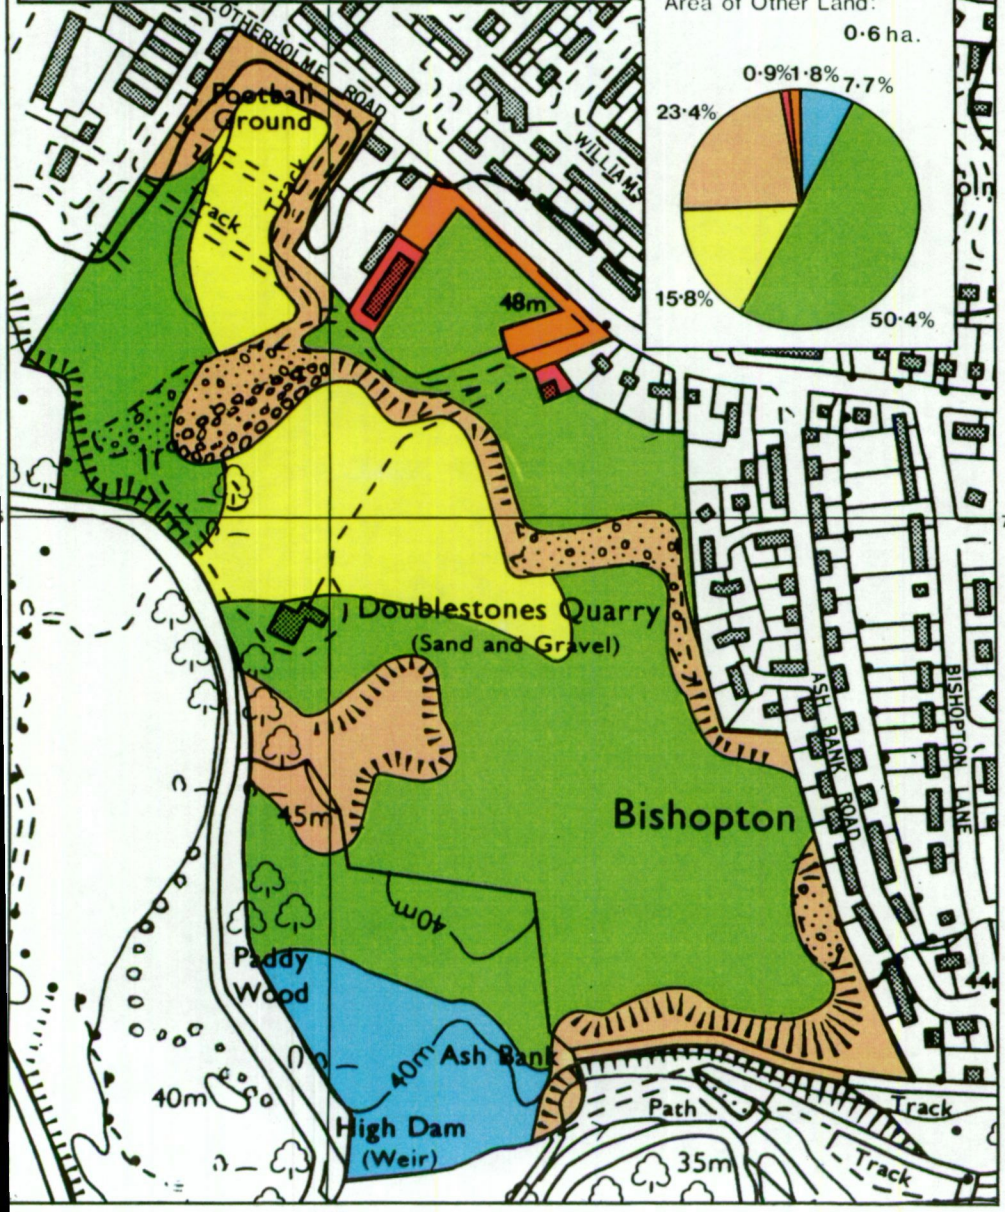 Area of Other Land:
0·6 ha.
0·9% 1·8% 7·7%
23·4%
15·8%
50·4%
CLOTHERHOLME ROAD
Football
Ground
Track
Track
WILLIAMS
48m
Doublestones Quarry
(Sand and Gravel)
45m
Bishopton
ASH BANK ROAD
BISHOPTON LANE
40m
Paddy
Wood
40m
Ash Bank
40m
High Dam
(Weir)
Path
35m
Track
Track